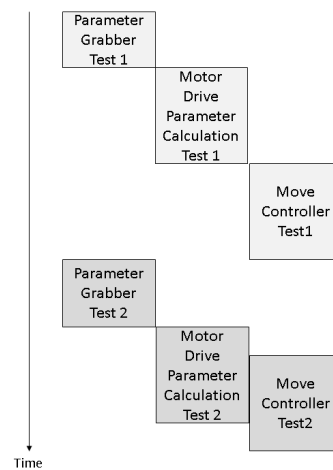 Parameter
Grabber
Test 1
Motor
Drive
Parameter
Calculation
Test 1
Move
Controller
Test1
Parameter
Grabber
Test 2
Motor
Drive
Parameter
Calculation
Test 2
Move
Controller
Test2
Time